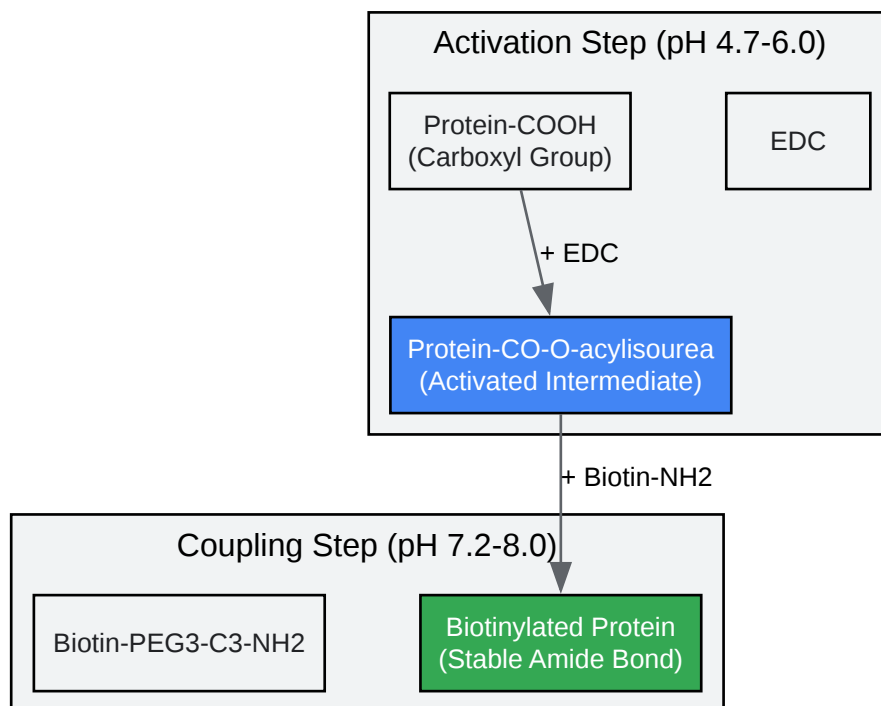 Activation Step (pH 4.7-6.0)
Protein-COOH
(Carboxyl Group)
EDC
+ EDC
Protein-CO-O-acylisourea
(Activated Intermediate)
+ Biotin-NH2
Coupling Step (pH 7.2-8.0)
Biotin-PEG3-C3-NH2
Biotinylated Protein
(Stable Amide Bond)